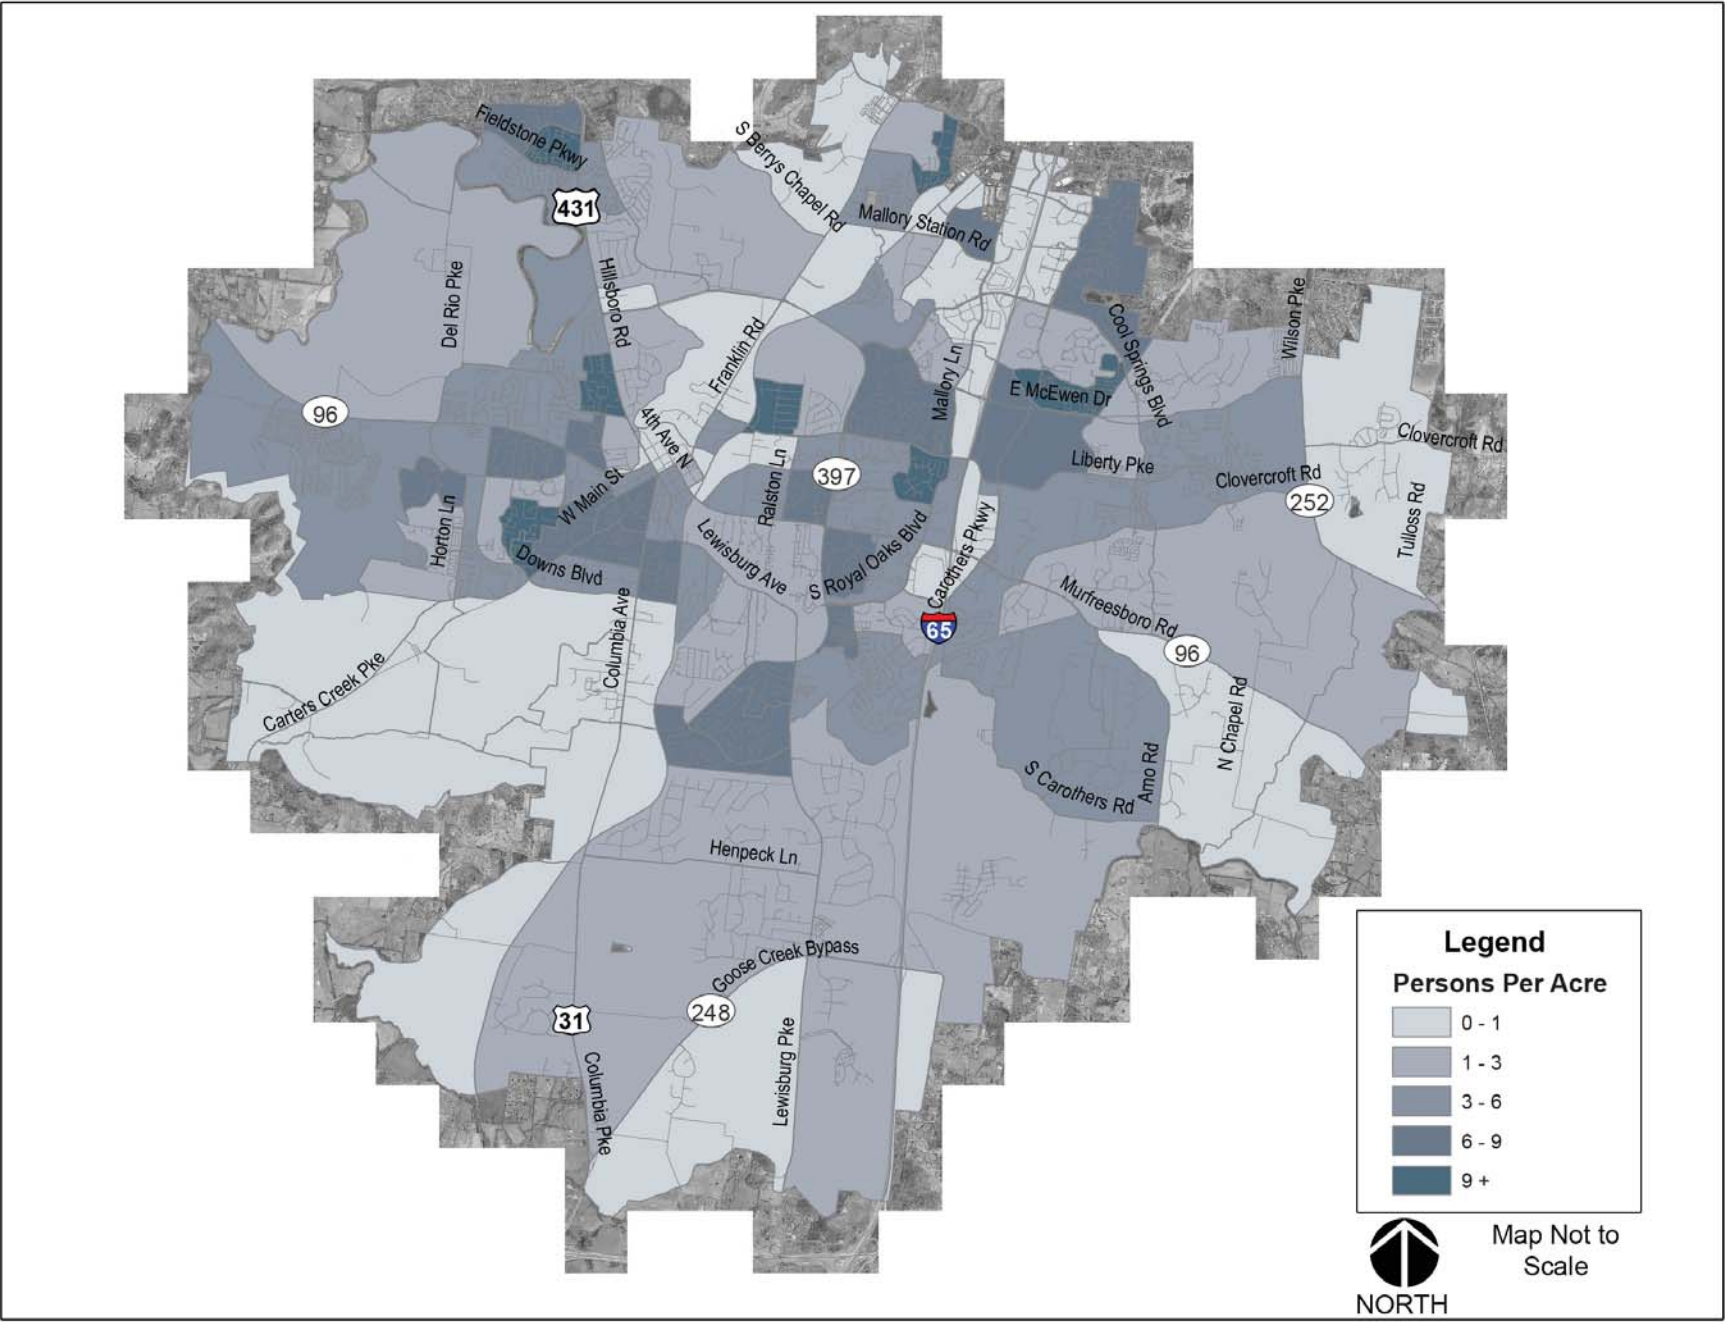 Fieldstone Pkwy
S Berrys Chapel Rd
431
Mallory Station Rd
Del Rio Pke
Hillsboro Rd
Franklin Rd
Mallory Ln
Cool Springs Blvd
Wilson Pke
E McEwen Dr
96
4th Ave N
Clovercroft Rd
Liberty Pke
Clovercroft Rd
397
252
Ralston Ln
W Main St
Horton Ln
Tulloss Rd
Lewisburg Ave
S Royal Oaks Blvd
Carothers Pkwy
Downs Blvd
Murfreesboro Rd
65
96
Columbia Ave
Carters Creek Pke
N Chapel Rd
Arno Rd
S Carothers Rd
Henpeck Ln
Goose Creek Bypass
248
31
Lewisburg Pke
Columbia Pke
Legend
Persons Per Acre
0 - 1
1 - 3
3 - 6
6 - 9
9 +
Map Not to
Scale
NORTH